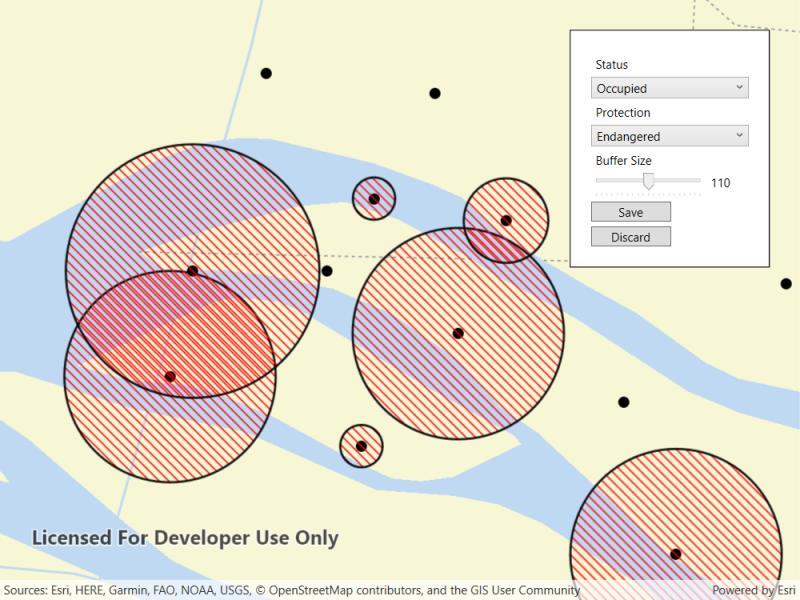 Status
Occupied
Protection
Endangered
Buffer Size
110
Save
Discard
Licensed For Developer Use Only
Sources: Esri, HERE, Garmin, FAO, NOAA, USGS, © OpenStreetMap contributors, and the GIS User Community
Powered by Esri